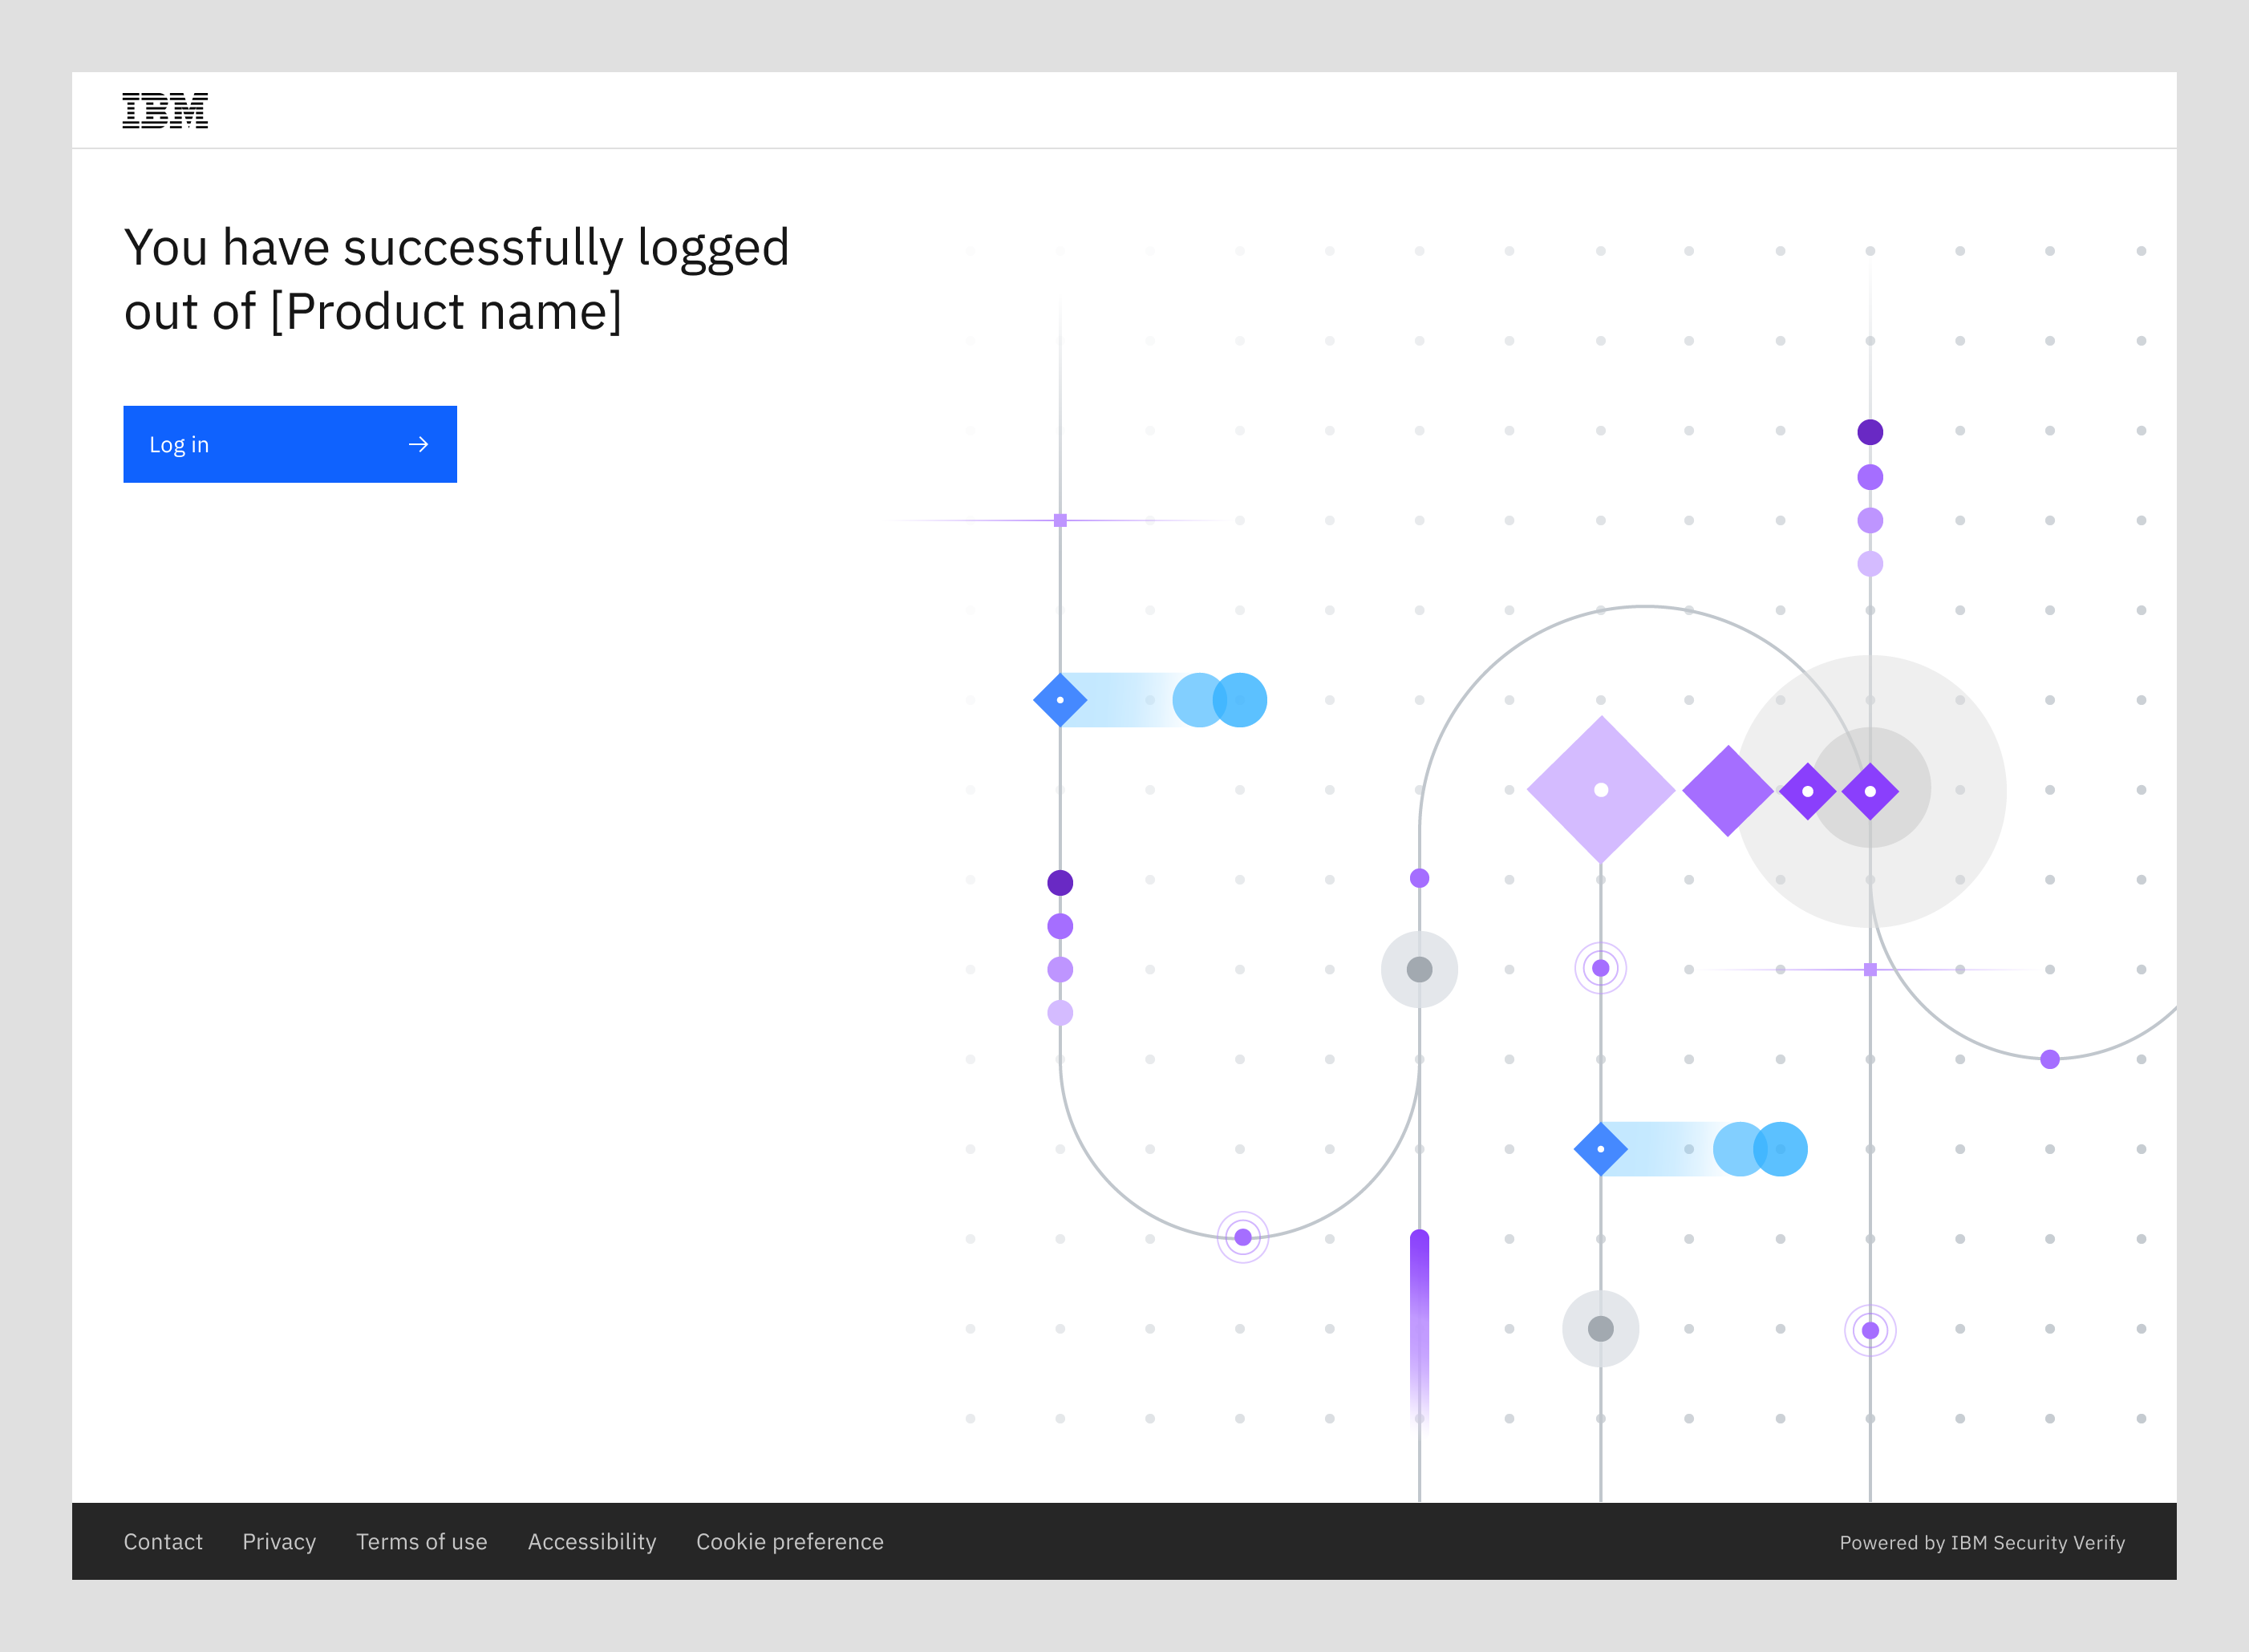 IBM
You have successfully logged
out of [Product name]
Log in
Contact Privacy Terms of use Accessibility Cookie preference
Powered by IBM Security Verify